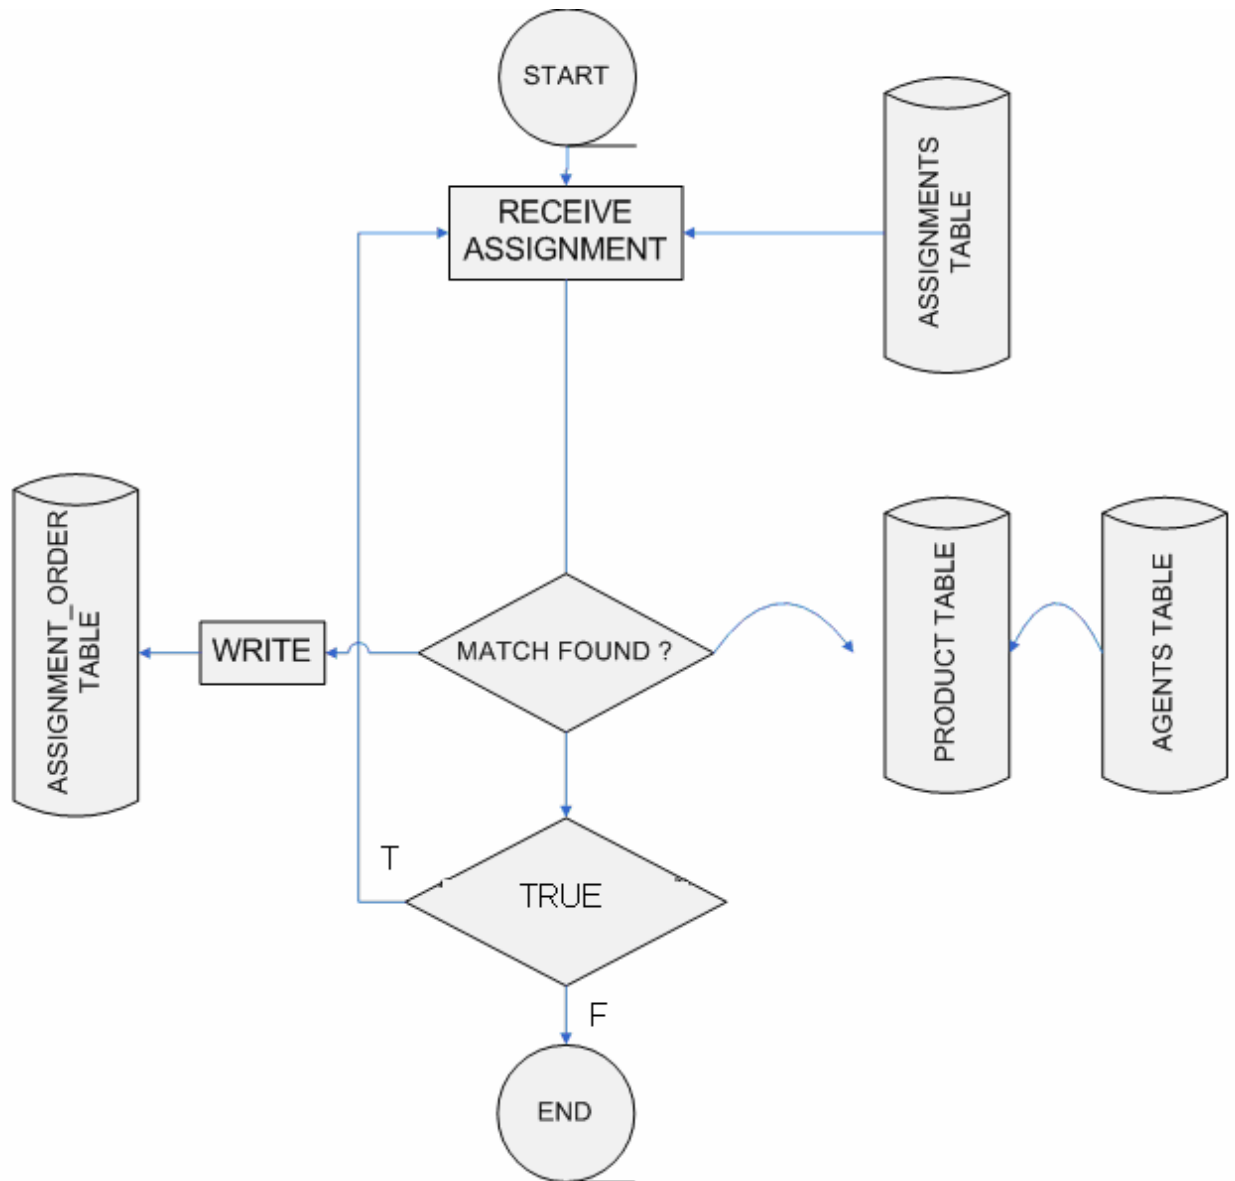 START
RECEIVE
ASSIGNMENT
ASSIGNMENTS
TABLE
ASSIGNMENT_ORDER
TABLE
WRITE
MATCH FOUND ?
PRODUCT TABLE
AGENTS TABLE
T
TRUE
F
END